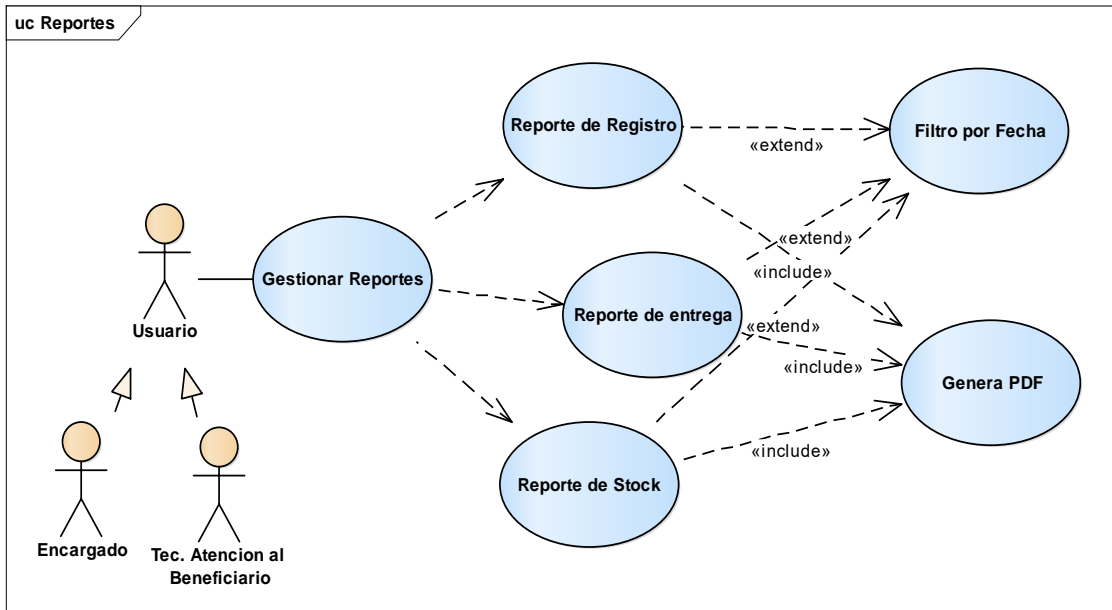 uc Reportes
Reporte de Registro
Filtro por Fecha
«extend»
Gestionar Reportes
«extend»
«include»
Usuario
Reporte de entrega
«extend»
«include»
Genera PDF
«include»
Reporte de Stock
Encargado
Tec. Atencion al
Beneficiario